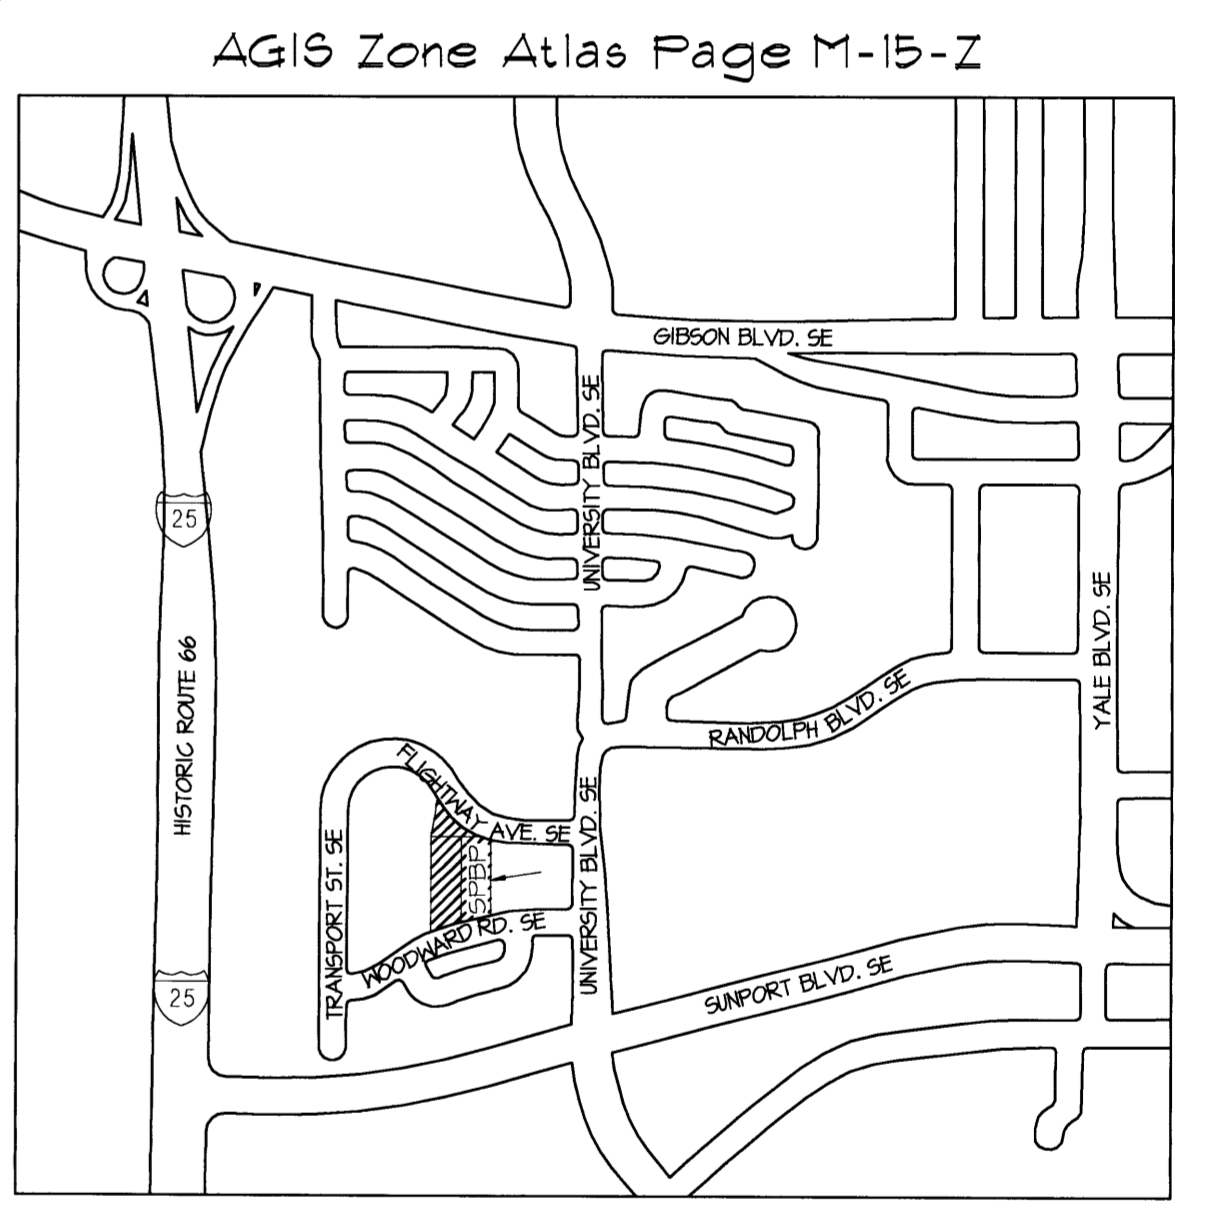 AGIS Zone Atlas Page M-15-Z
GIBSON BLVD. SE
UNIVERSITY BLVD. SE
25
HISTORIC ROUTE 66
YALE BLVD. SE
RANDOLPH BLVD. SE
FLIGHTWAY AVE. SE
UNIVERSITY BLVD. SE
TRANSPORT ST. SE
SPBP
WOODWARD RD. SE
SUNPORT BLVD. SE
25